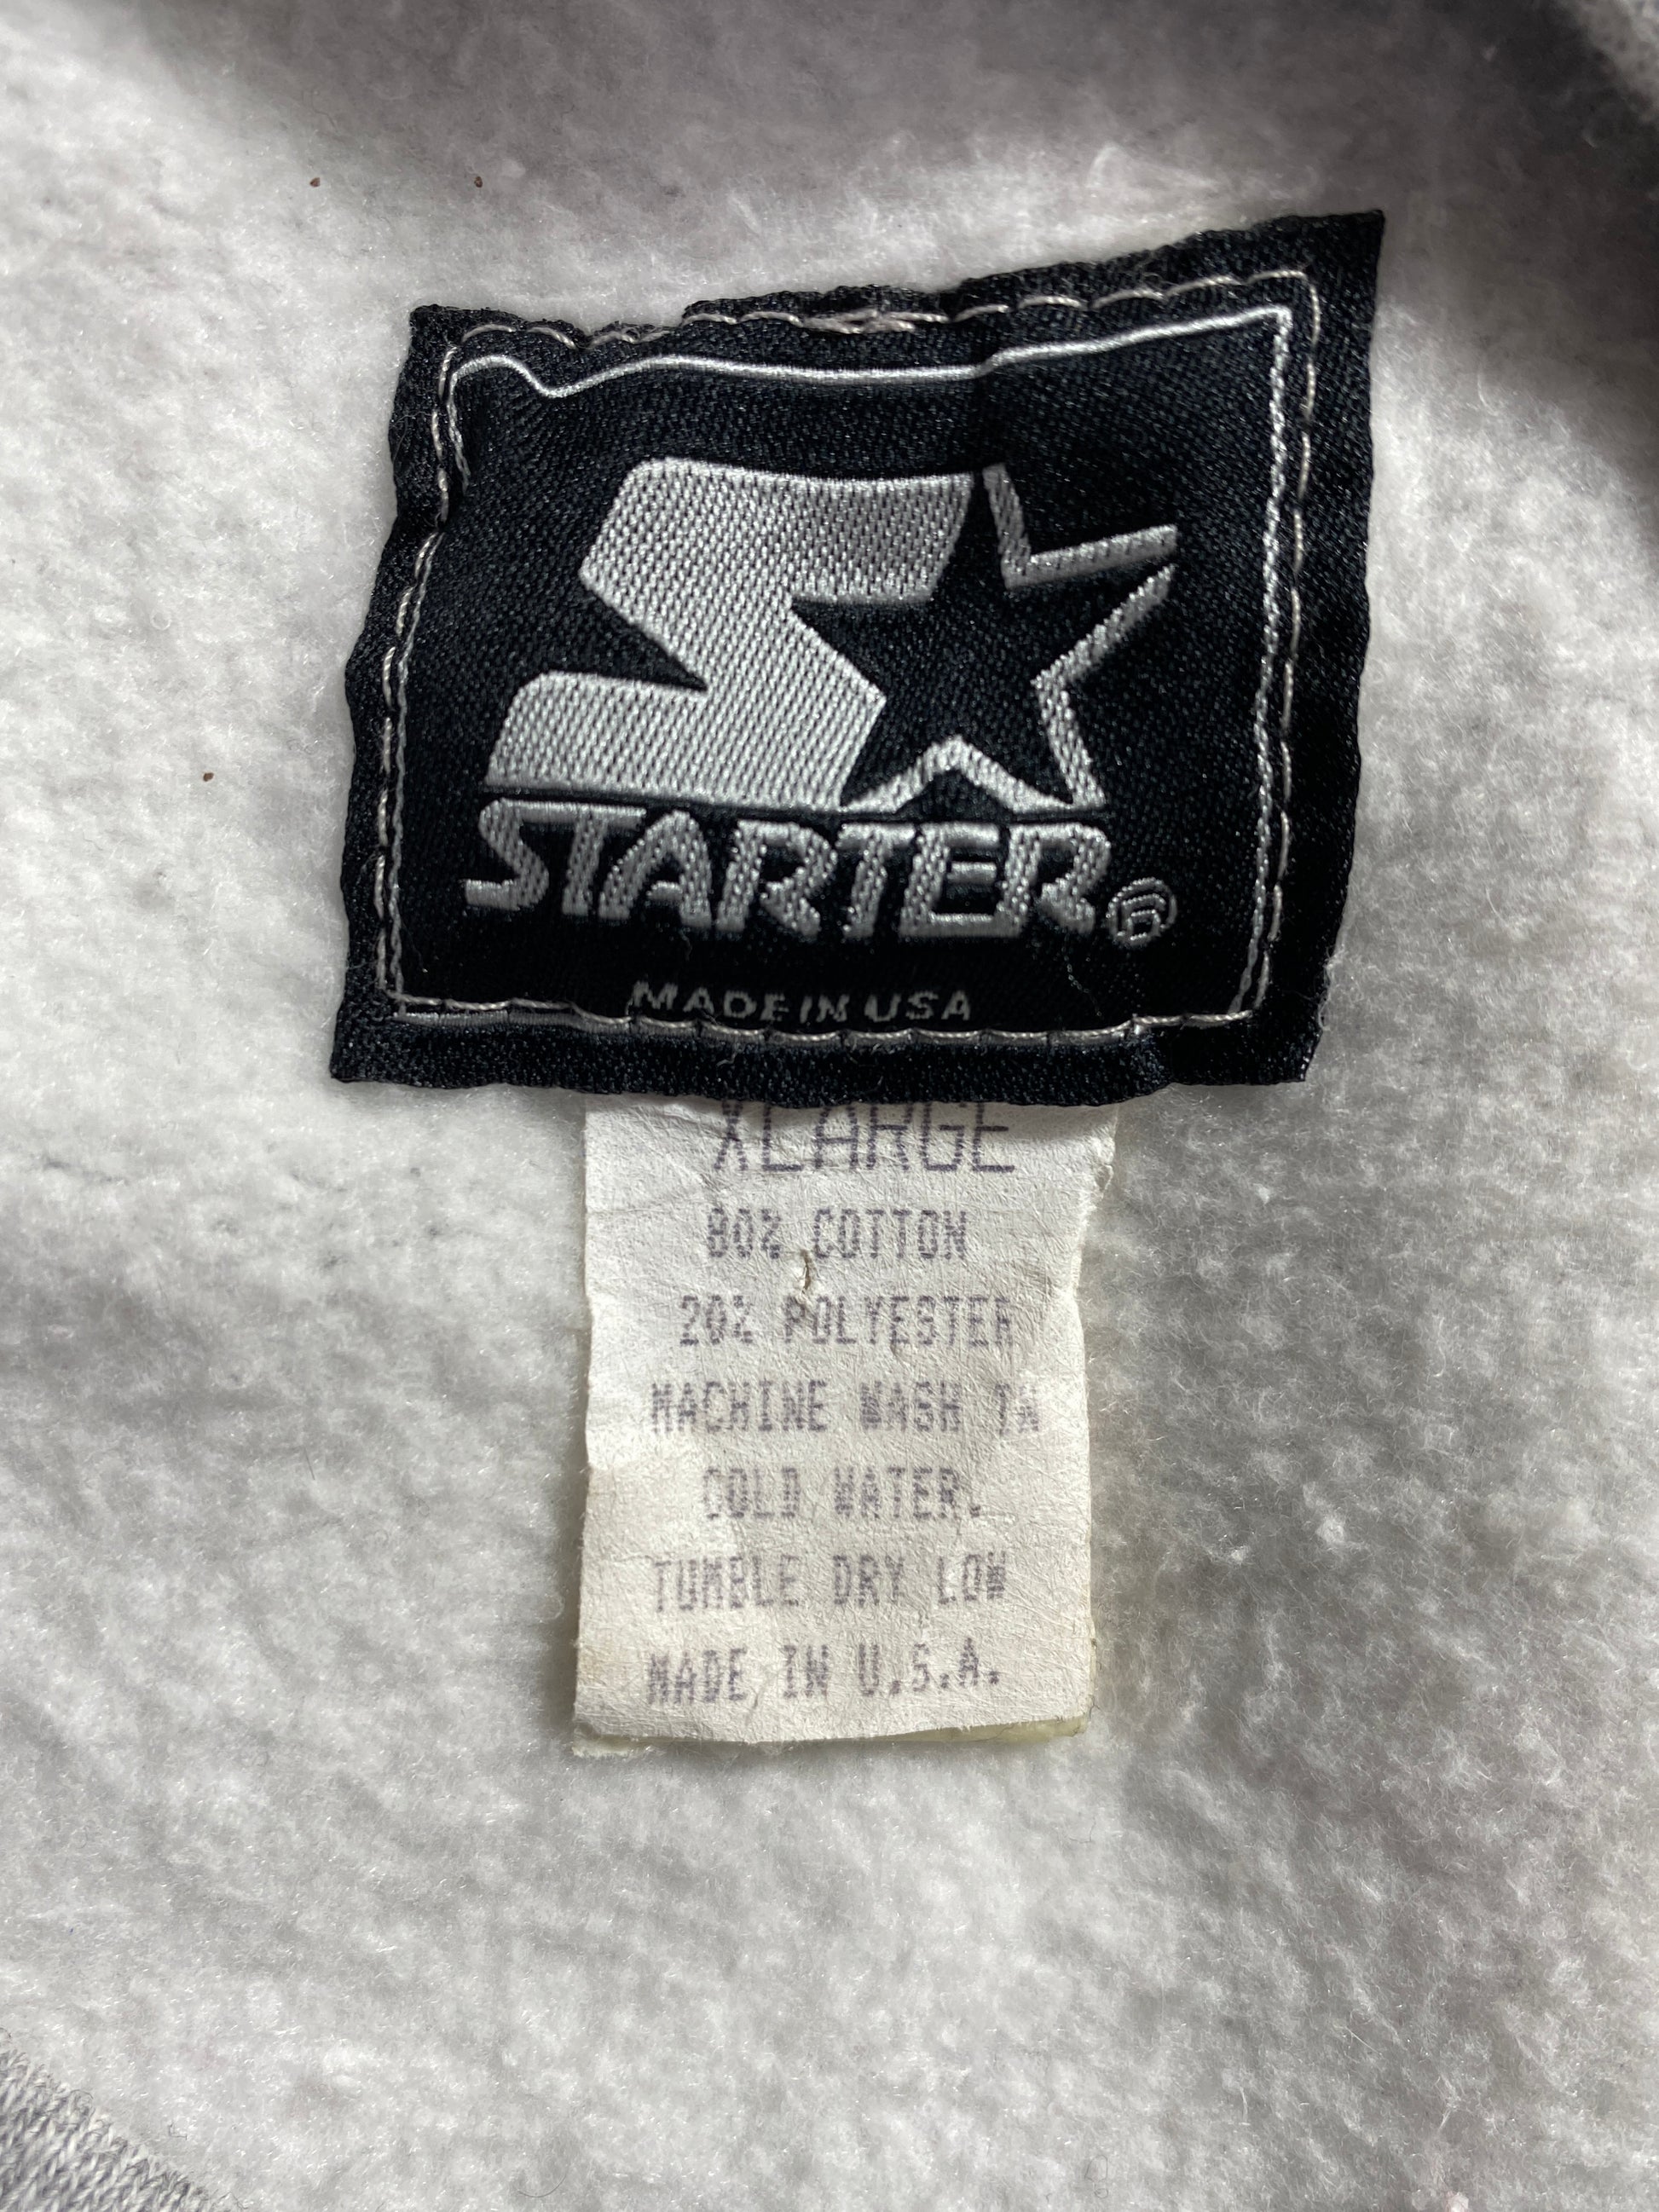 STARTER®
MADE IN USA
XLARGE
80% COTTON
20% POLYESTER
MACHINE WASH IN
COLD WATER.
TUMBLE DRY LOW
MADE IN U.S.A.